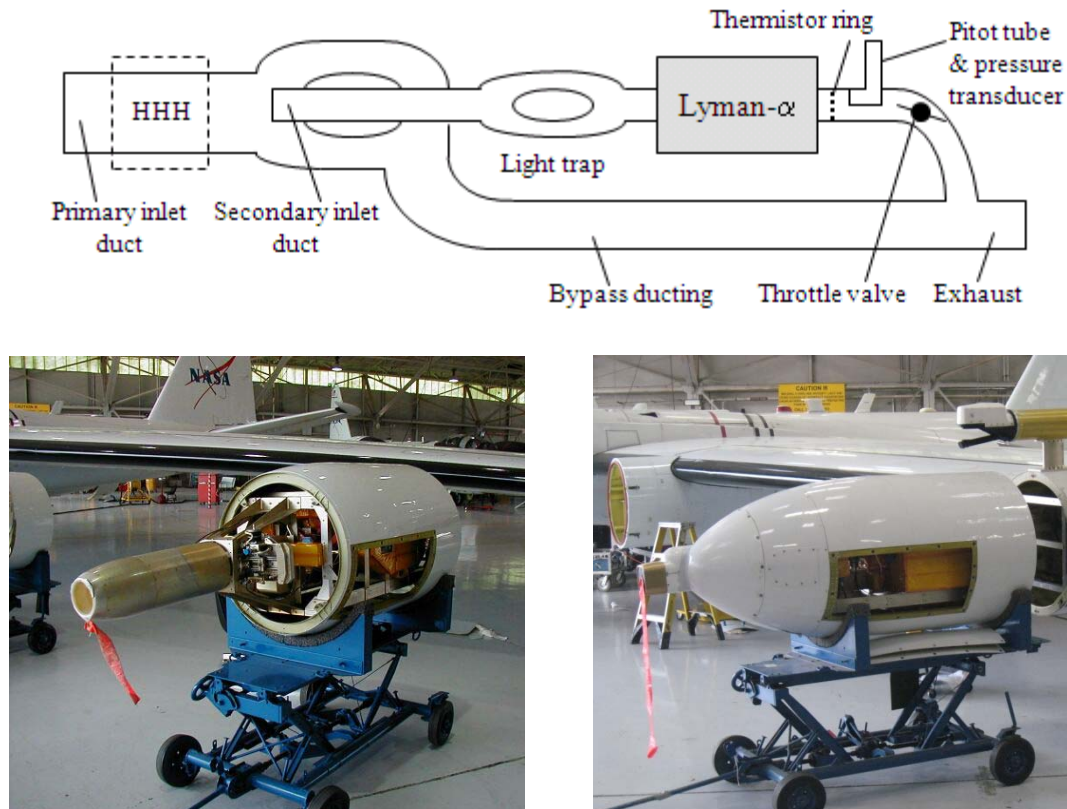 Thermistor ring
Pitot tube
& pressure
transducer
HHH
Lyman-α
Light trap
Primary inlet
duct
Secondary inlet
duct
Bypass ducting
Throttle valve
Exhaust
NASA
CAUTION